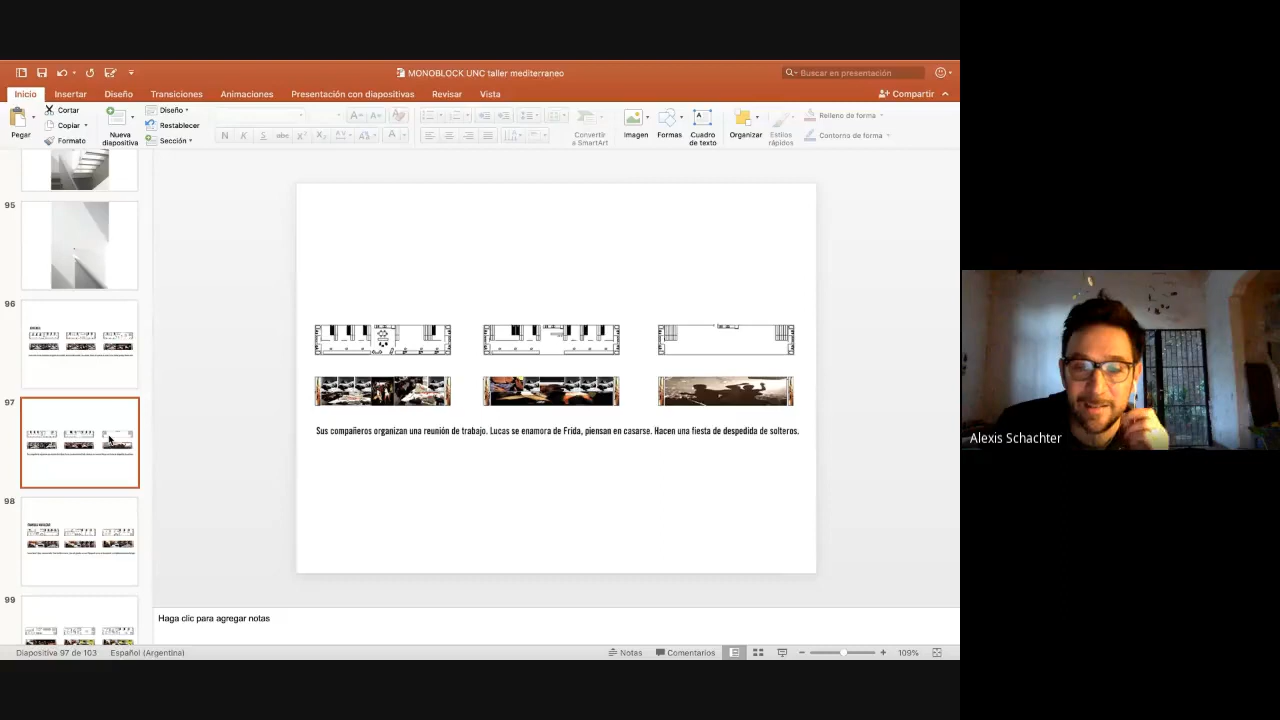 MONOBLOCK UNC taller mediterraneo
Buscar en presentación
Inicio
Insertar
Diseño
Transiciones
Animaciones
Presentación con diapositivas
Revisar
Vista
Compartir
Pegar
Cortar
Copiar
Formato
Nueva diapositiva
Diseño
Restablecer
Sección
N K S abc X² X₂
Convertir a SmartArt
Imagen
Formas
Cuadro de texto
Organizar
Estilos rápidos
Relleno de forma
Contorno de forma
95
96
97
98
99
Sus compañeros organizan una reunión de trabajo. Lucas se enamora de Frida, piensan en casarse. Hacen una fiesta de despedida de solteros.
Alexis Schachter
Haga clic para agregar notas
Diapositiva 97 de 103
Español (Argentina)
Notas
Comentarios
109%